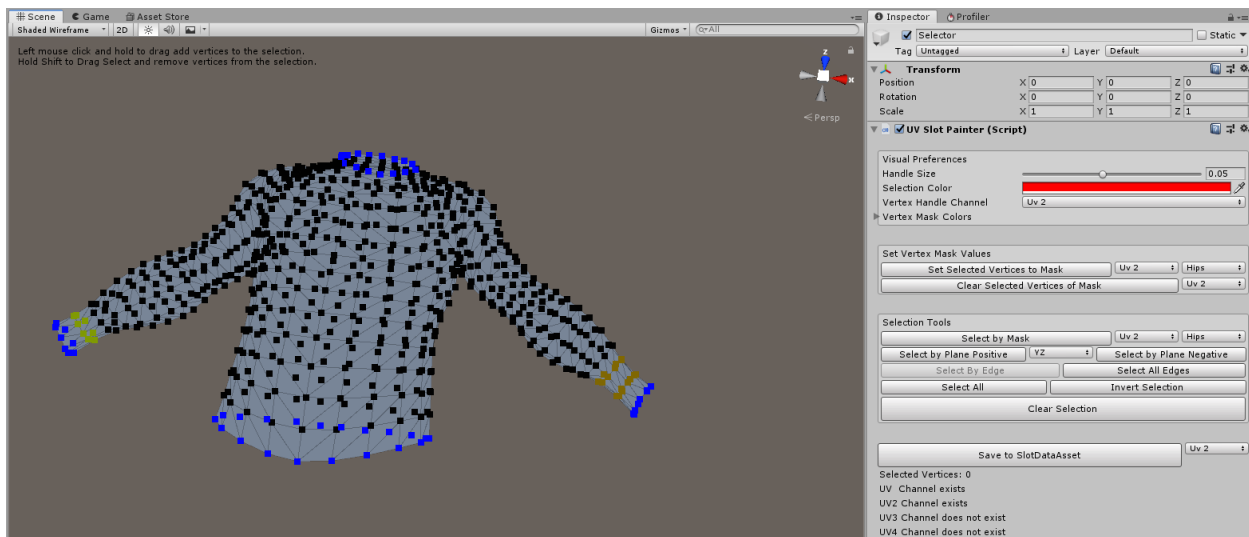 Scene Game Asset Store
Shaded Wireframe 2D Gizmos All
Left mouse click and hold to drag add vertices to the selection.
Hold Shift to Drag Select and remove vertices from the selection.
z
x
Persp
Inspector Profiler
Selector Static
Tag Untagged Layer Default
Transform
Position X 0 Y 0 Z 0
Rotation X 0 Y 0 Z 0
Scale X 1 Y 1 Z 1
UV Slot Painter (Script)
Visual Preferences
Handle Size 0.05
Selection Color
Vertex Handle Channel Uv 2
Vertex Mask Colors
Set Vertex Mask Values
Set Selected Vertices to Mask Uv 2 Hips
Clear Selected Vertices of Mask Uv 2
Selection Tools
Select by Mask Uv 2 Hips
Select by Plane Positive YZ Select by Plane Negative
Select By Edge Select All Edges
Select All Invert Selection
Clear Selection
Save to SlotDataAsset Uv 2
Selected Vertices: 0
UV Channel exists
UV2 Channel exists
UV3 Channel does not exist
UV4 Channel does not exist